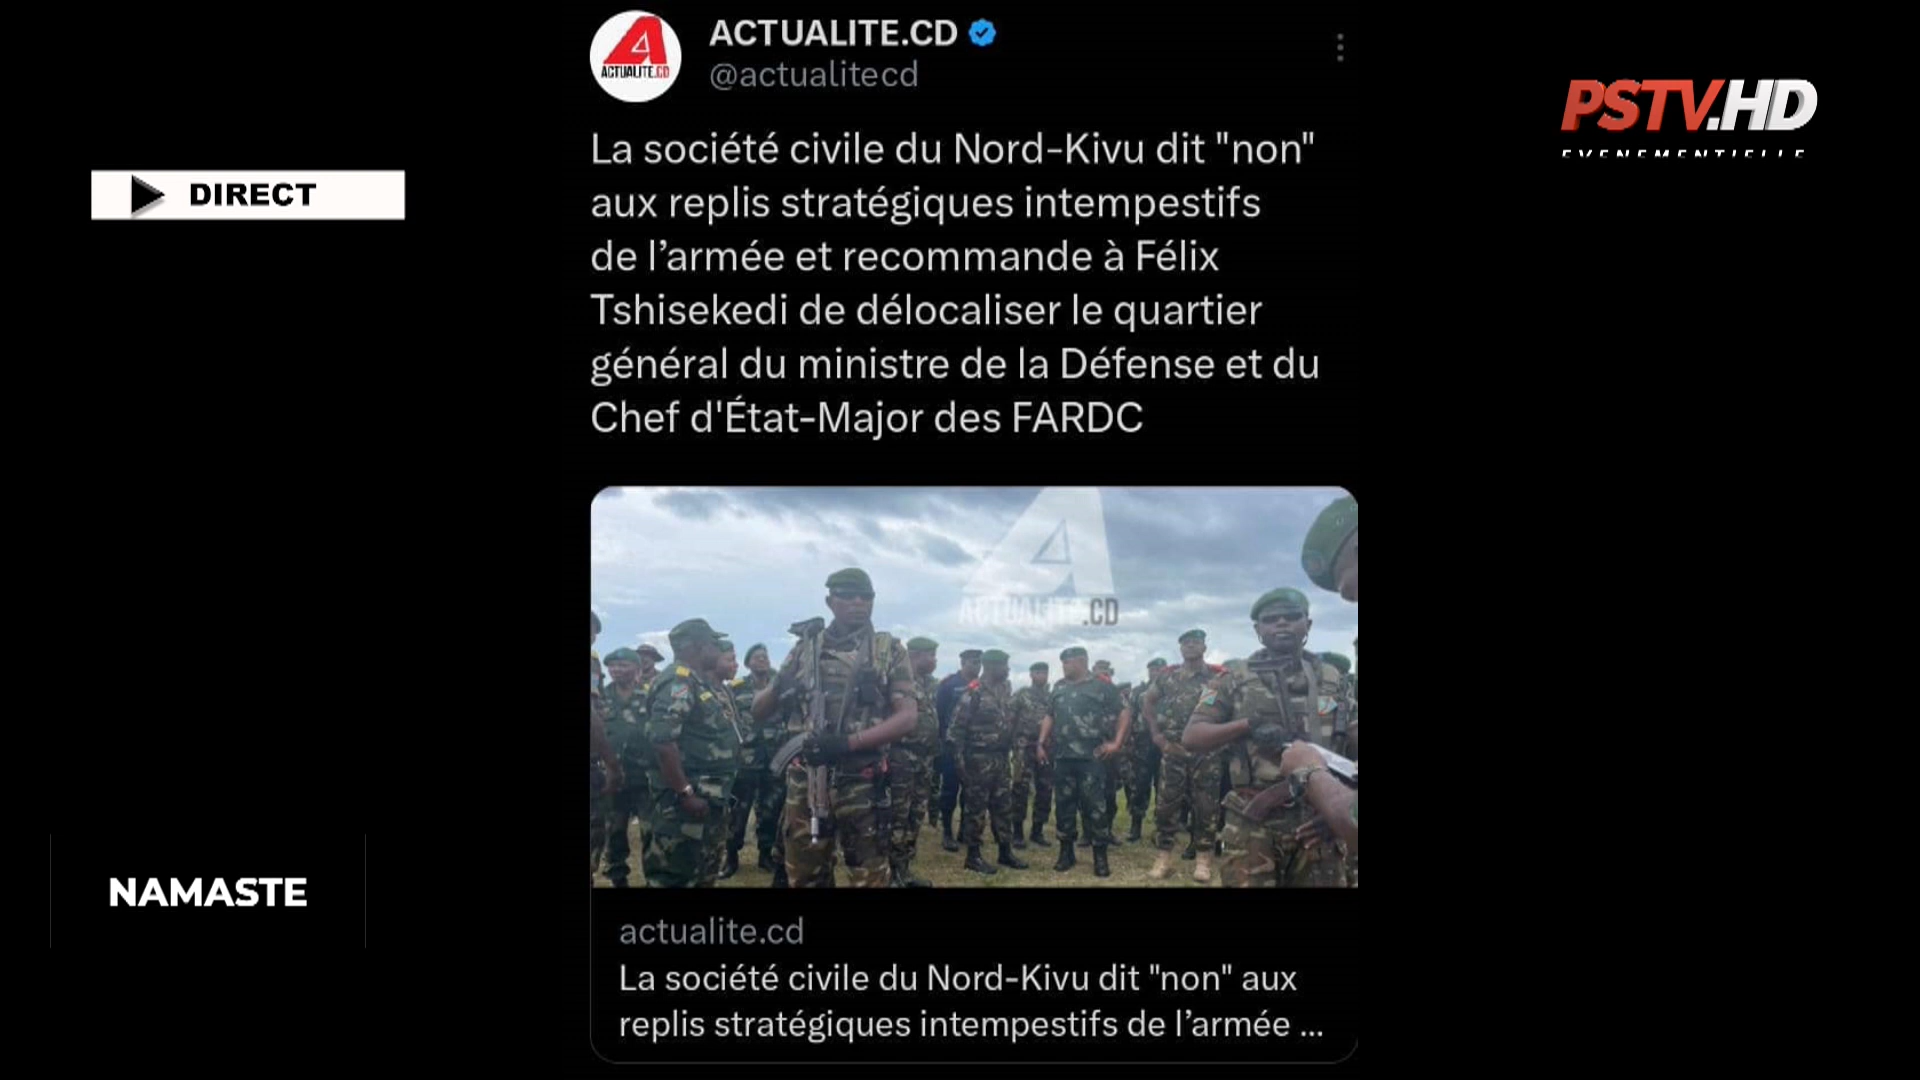 ACTUALITE.CD
ACTUALITE.CD
@actualitecd
PSTV.HD
EVENEMENTIELLE
DIRECT
La société civile du Nord-Kivu dit "non"
aux replis stratégiques intempestifs
de l’armée et recommande à Félix
Tshisekedi de délocaliser le quartier
général du ministre de la Défense et du
Chef d'État-Major des FARDC
ACTUALITE.CD
NAMASTE
actualite.cd
La société civile du Nord-Kivu dit "non" aux
replis stratégiques intempestifs de l’armée ...